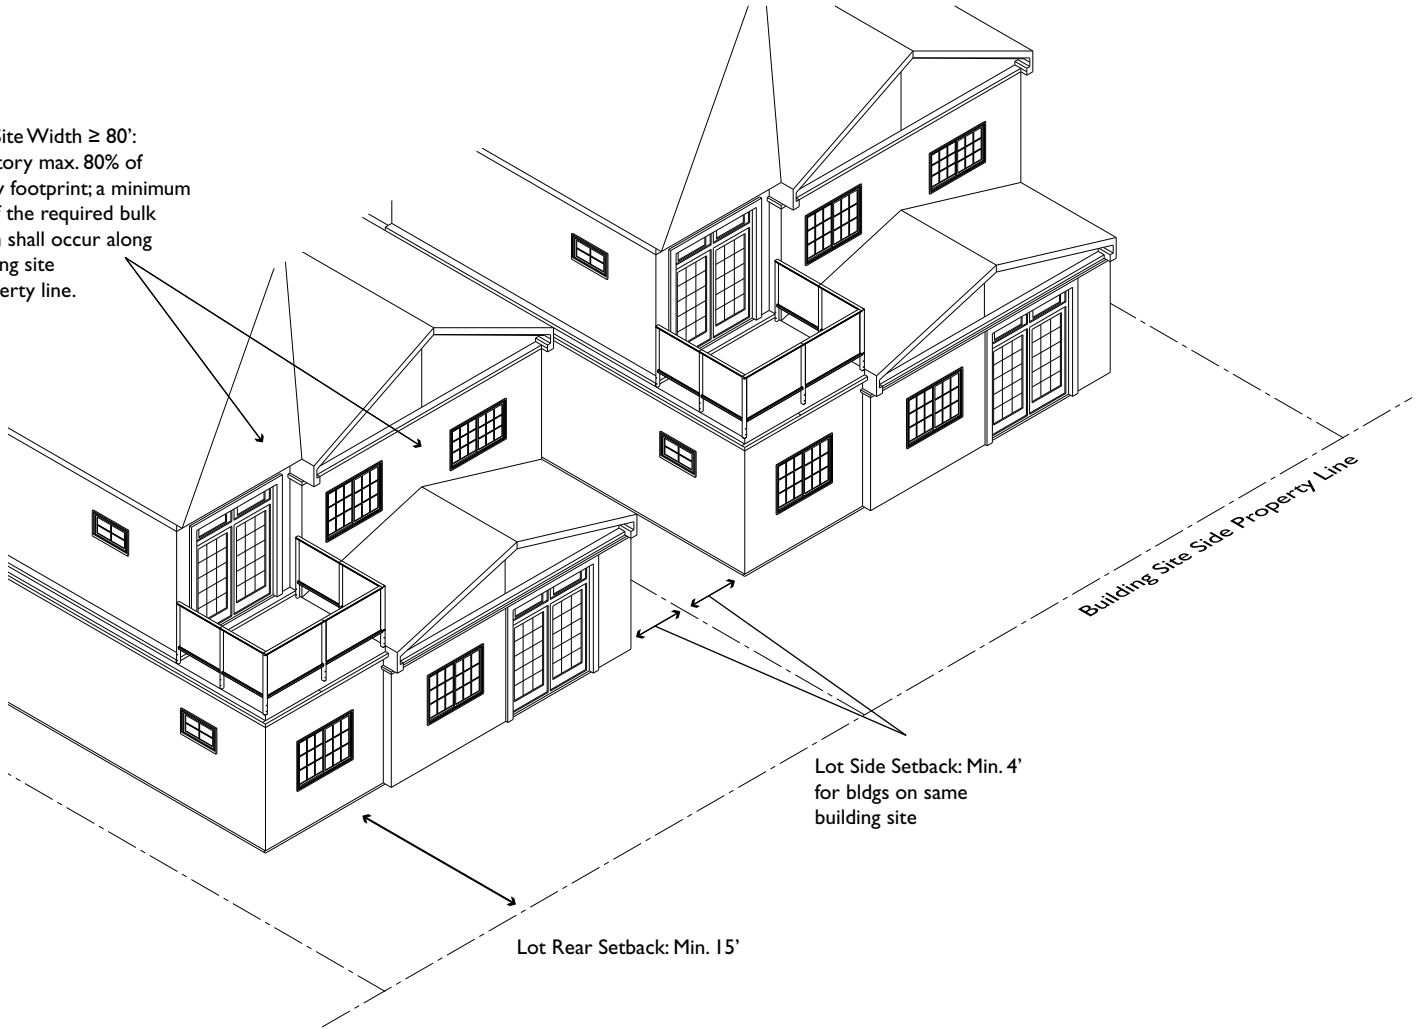 Site Width ≥ 80’:
tory max. 80% of
footprint; a minimum
f the required bulk
shall occur along
ng site
erty line.
Building Site Side Property Line
Lot Side Setback: Min. 4’
for bldgs on same
building site
Lot Rear Setback: Min. 15’